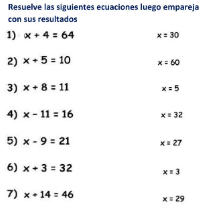 Resuelve las siguientes ecuaciones luego empareja
con sus resultados
1) x + 4 = 64 x = 30
2) x + 5 = 10 x = 60
3) x + 8 = 11 x = 5
4) x - 11 = 16 x = 32
5) x - 9 = 21 x = 27
6) x + 3 = 32 x = 3
7) x + 14 = 46 x = 29